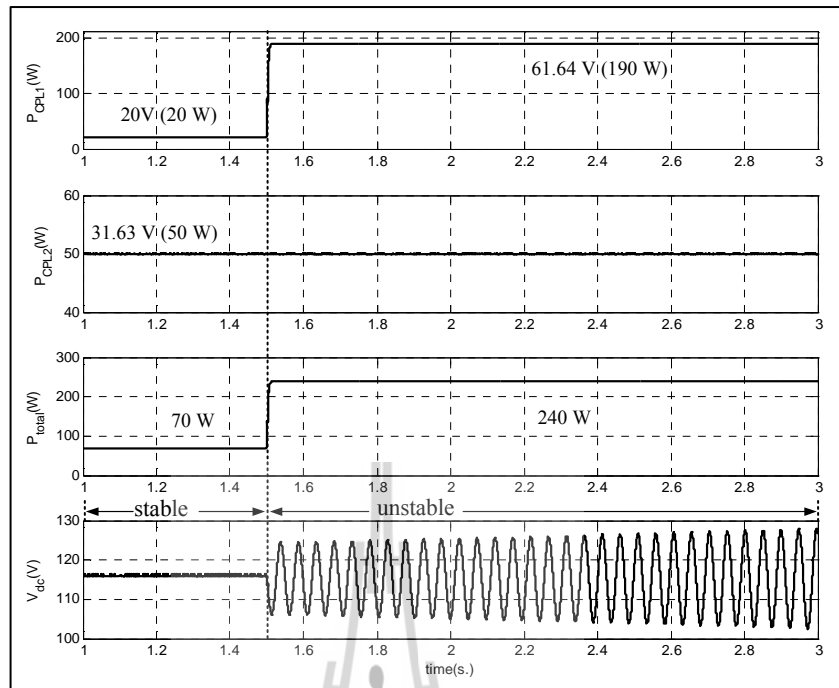 P_CPL1(W)
200
100
0
20V (20 W)
61.64 V (190 W)
1 1.2 1.4 1.6 1.8 2 2.2 2.4 2.6 2.8 3
P_CPL2(W)
60
50
40
31.63 V (50 W)
1 1.2 1.4 1.6 1.8 2 2.2 2.4 2.6 2.8 3
P_total(W)
300
200
100
0
70 W
240 W
1 1.2 1.4 1.6 1.8 2 2.2 2.4 2.6 2.8 3
stable
unstable
V_dc(V)
130
120
110
100
1 1.2 1.4 1.6 1.8 2 2.2 2.4 2.6 2.8 3
time(s.)